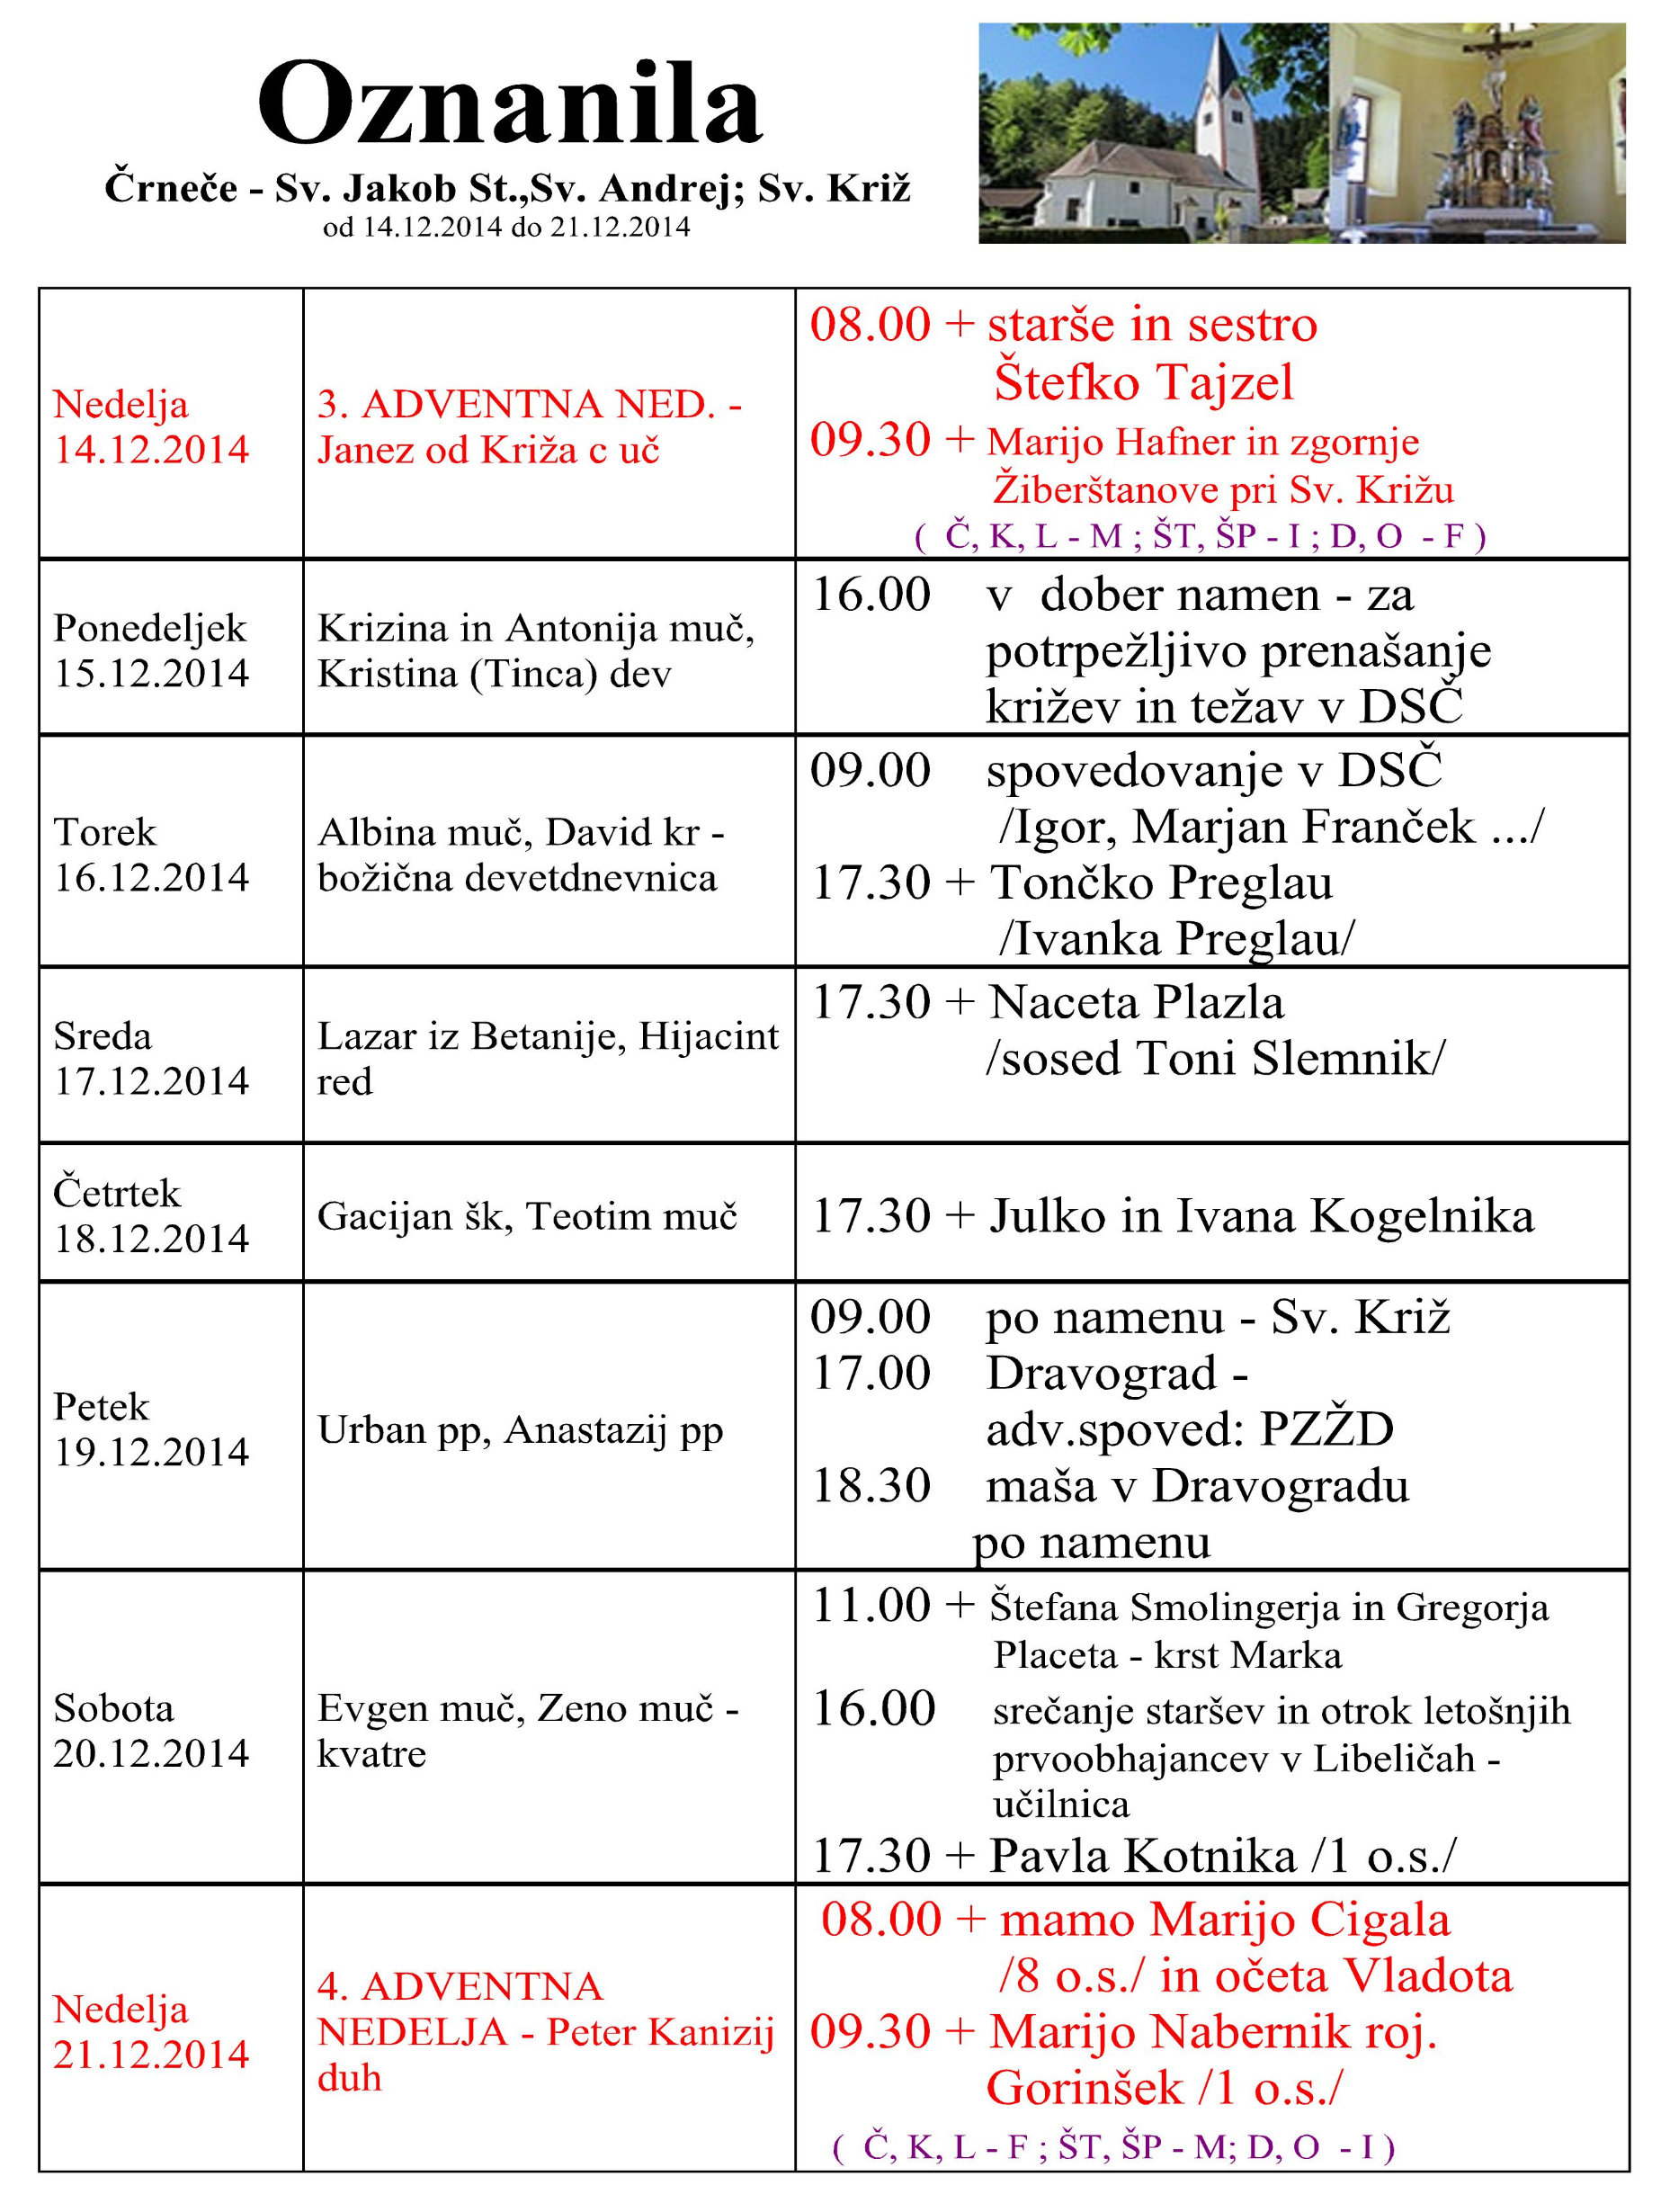 Oznanila
Črneče - Sv. Jakob St.,Sv. Andrej; Sv. Križ
od 14.12.2014 do 21.12.2014
Nedelja
14.12.2014
3. ADVENTNA NED. -
Janez od Križa c uč
08.00 + starše in sestro
Štefko Tajzel
09.30 + Marijo Hafner in zgornje
Žiberštanove pri Sv. Križu
( Č, K, L - M ; ŠT, ŠP - I ; D, O - F )
Ponedeljek
15.12.2014
Krizina in Antonija muč,
Kristina (Tinca) dev
16.00 v dober namen - za
potrpežljivo prenašanje
križev in težav v DSČ
Torek
16.12.2014
Albina muč, David kr -
božična devetdnevnica
09.00 spovedovanje v DSČ
/Igor, Marjan Franček .../
17.30 + Tončko Preglau
/Ivanka Preglau/
Sreda
17.12.2014
Lazar iz Betanije, Hijacint
red
17.30 + Naceta Plazla
/sosed Toni Slemnik/
Četrtek
18.12.2014
Gacijan šk, Teotim muč
17.30 + Julko in Ivana Kogelnika
Petek
19.12.2014
Urban pp, Anastazij pp
09.00 po namenu - Sv. Križ
17.00 Dravograd -
adv.spoved: PZŽD
18.30 maša v Dravogradu
po namenu
Sobota
20.12.2014
Evgen muč, Zeno muč -
kvatre
11.00 + Štefana Smolingerja in Gregorja
Placeta - krst Marka
16.00 srečanje staršev in otrok letošnjih
prvoobhajancev v Libeličah -
učilnica
17.30 + Pavla Kotnika /1 o.s./
Nedelja
21.12.2014
4. ADVENTNA
NEDELJA - Peter Kanizij
duh
08.00 + mamo Marijo Cigala
/8 o.s./ in očeta Vladota
09.30 + Marijo Nabernik roj.
Gorinšek /1 o.s./
( Č, K, L - F ; ŠT, ŠP - M; D, O - I )